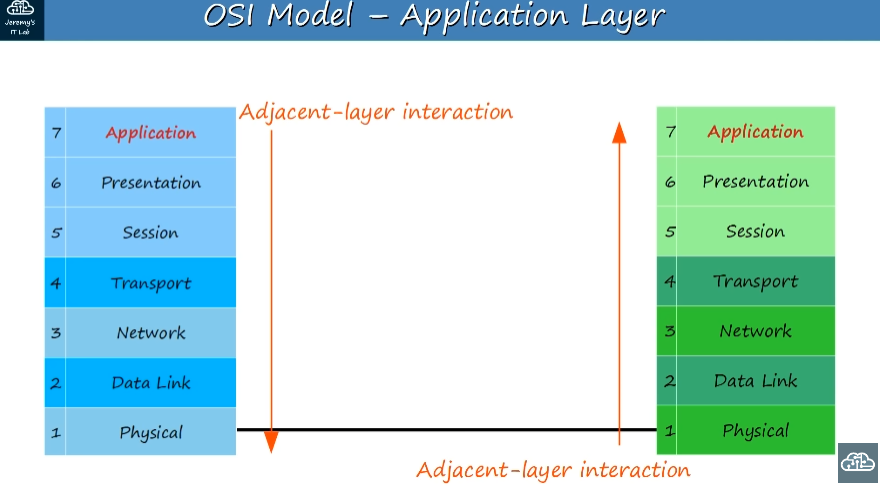 Jeremy's
IT Lab
OSI Model – Application Layer
Adjacent-layer interaction
7 Application
6 Presentation
5 Session
4 Transport
3 Network
2 Data Link
1 Physical
7 Application
6 Presentation
5 Session
4 Transport
3 Network
2 Data Link
1 Physical
Adjacent-layer interaction